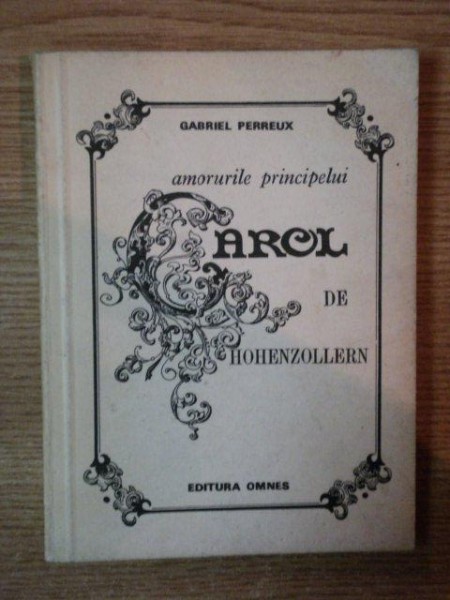 GABRIEL PERREUX
amorurile principelui
CAROL
DE
HOHENZOLLERN
EDITURA OMNES